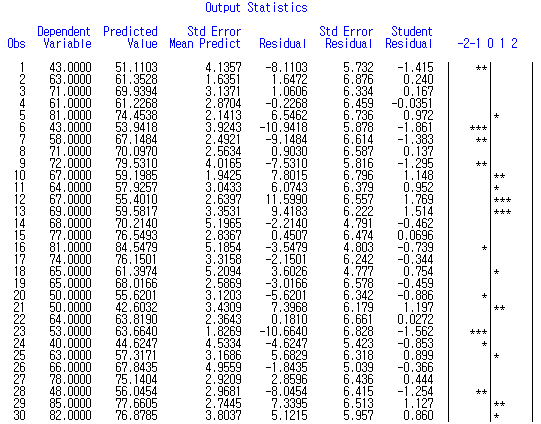 Output Statistics
Dependent Predicted Std Error Std Error Student
Obs Variable Value Mean Predict Residual Residual Residual -2-1 0 1 2
1 43.0000 51.1103 4.1357 -8.1103 5.732 -1.415 | **| |
2 63.0000 61.3528 1.6351 1.6472 6.876 0.240 | | |
3 71.0000 69.9394 3.1371 1.0606 6.334 0.167 | | |
4 61.0000 61.2268 2.8704 -0.2268 6.459 -0.0351 | | |
5 81.0000 74.4538 2.1413 6.5462 6.736 0.972 | |* |
6 43.0000 53.9418 3.9243 -10.9418 5.878 -1.861 | ***| |
7 58.0000 67.1484 2.4921 -9.1484 6.614 -1.383 | **| |
8 71.0000 70.0970 2.5634 0.9030 6.587 0.137 | | |
9 72.0000 79.5310 4.0165 -7.5310 5.816 -1.295 | **| |
10 67.0000 59.1985 1.9425 7.8015 6.796 1.148 | |** |
11 64.0000 57.9257 3.0433 6.0743 6.379 0.952 | |* |
12 67.0000 55.4010 2.6397 11.5990 6.557 1.769 | |*** |
13 69.0000 59.5817 3.3531 9.4183 6.222 1.514 | |*** |
14 68.0000 70.2140 5.1965 -2.2140 4.791 -0.462 | | |
15 77.0000 76.5493 2.8367 0.4507 6.474 0.0696 | | |
16 81.0000 84.5479 5.1854 -3.5479 4.803 -0.739 | *| |
17 74.0000 76.1501 3.3158 -2.1501 6.242 -0.344 | | |
18 65.0000 61.3974 5.2094 3.6026 4.777 0.754 | |* |
19 65.0000 68.0166 2.5869 -3.0166 6.578 -0.459 | | |
20 50.0000 55.6201 3.1203 -5.6201 6.342 -0.886 | *| |
21 50.0000 42.6032 3.4309 7.3968 6.179 1.197 | |** |
22 64.0000 63.8190 2.3643 0.1810 6.661 0.0272 | | |
23 53.0000 63.6640 1.8269 -10.6640 6.828 -1.562 | ***| |
24 40.0000 44.6247 4.5334 -4.6247 5.423 -0.853 | *| |
25 63.0000 57.3171 3.1686 5.6829 6.318 0.899 | |* |
26 66.0000 67.8435 4.9559 -1.8435 5.039 -0.366 | | |
27 78.0000 75.1404 2.9209 2.8596 6.436 0.444 | | |
28 48.0000 56.0454 2.9681 -8.0454 6.415 -1.254 | **| |
29 85.0000 77.6605 2.7445 7.3395 6.513 1.127 | |** |
30 82.0000 76.8785 3.8037 5.1215 5.957 0.860 | |* |